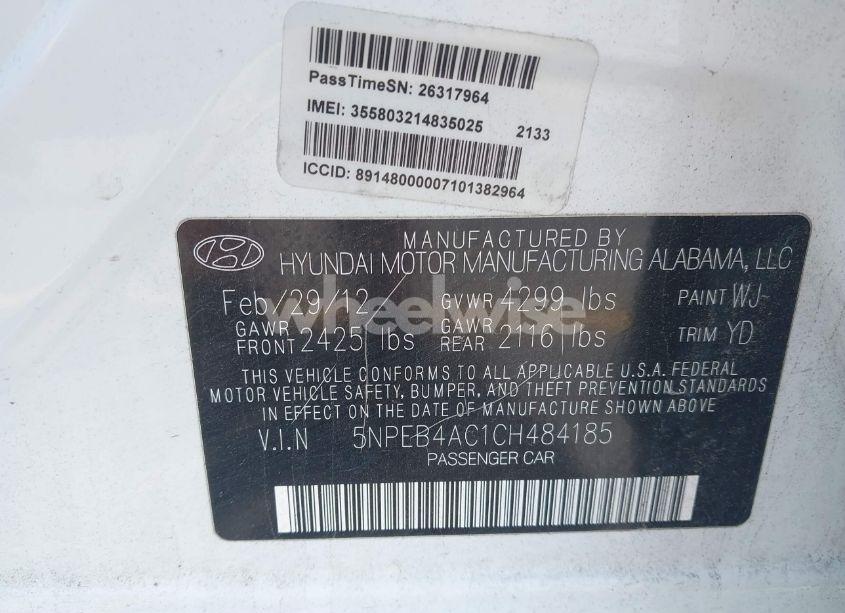 PassTimeSN: 26317964
IMEI: 355803214835025 2133
ICCID: 89148000007101382964
MANUFACTURED BY
HYUNDAI MOTOR MANUFACTURING ALABAMA, LLC
Feb/29/12 GVWR 4299 lbs PAINT WJ
wheelwise
GAWR FRONT 2425 lbs GAWR REAR 2116 lbs TRIM YD
THIS VEHICLE CONFORMS TO ALL APPLICABLE U.S.A. FEDERAL
MOTOR VEHICLE SAFETY, BUMPER, AND THEFT PREVENTION STANDARDS
IN EFFECT ON THE DATE OF MANUFACTURE SHOWN ABOVE
V.I.N 5NPEB4AC1CH484185
PASSENGER CAR